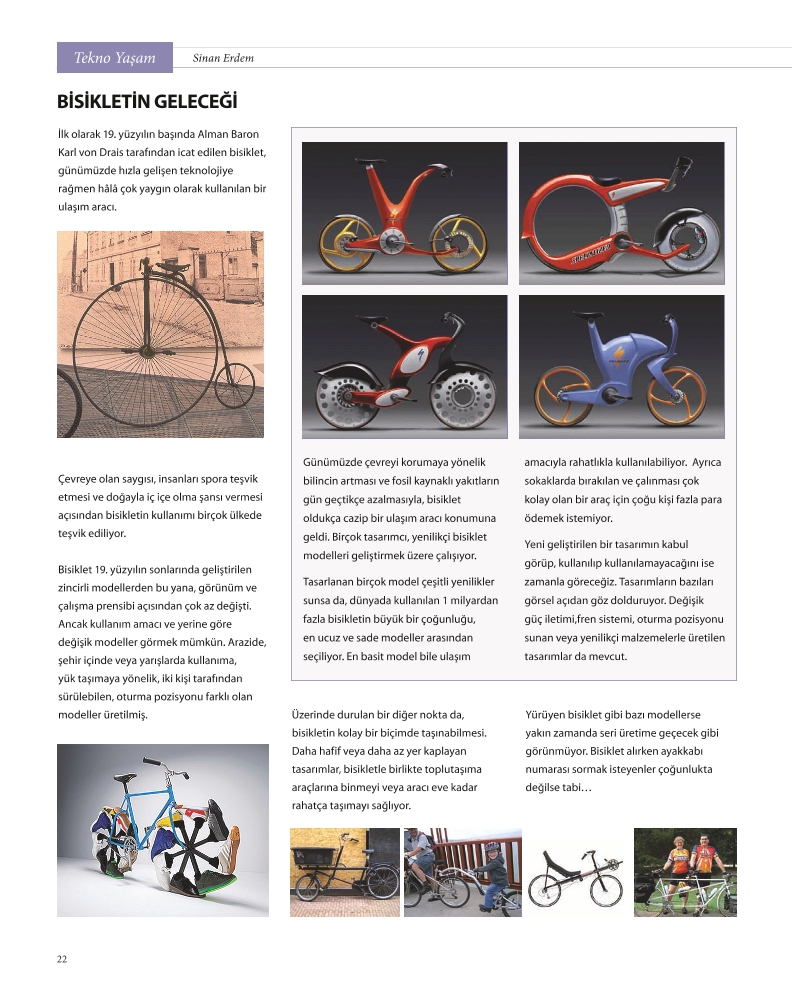 Tekno Yaşam
Sinan Erdem
BİSİKLETİN GELECEĞİ
İlk olarak 19. yüzyılın başında Alman Baron
Karl von Drais tarafından icat edilen bisiklet,
günümüzde hızla gelişen teknolojiye
rağmen hâlâ çok yaygın olarak kullanılan bir
ulaşım aracı.
Çevreye olan saygısı, insanları spora teşvik
etmesi ve doğayla iç içe olma şansı vermesi
açısından bisikletin kullanımı birçok ülkede
teşvik ediliyor.
Bisiklet 19. yüzyılın sonlarında geliştirilen
zincirli modellerden bu yana, görünüm ve
çalışma prensibi açısından çok az değişti.
Ancak kullanım amacı ve yerine göre
değişik modeller görmek mümkün. Arazide,
şehir içinde veya yarışlarda kullanıma,
yük taşımaya yönelik, iki kişi tarafından
sürülebilen, oturma pozisyonu farklı olan
modeller üretilmiş.
SPECIALIZED
Günümüzde çevreyi korumaya yönelik
bilincin artması ve fosil kaynaklı yakıtların
gün geçtikçe azalmasıyla, bisiklet
oldukça cazip bir ulaşım aracı konumuna
geldi. Birçok tasarımcı, yenilikçi bisiklet
modelleri geliştirmek üzere çalışıyor.
Tasarlanan birçok model çeşitli yenilikler
sunsa da, dünyada kullanılan 1 milyardan
fazla bisikletin büyük bir çoğunluğu,
en ucuz ve sade modeller arasından
seçiliyor. En basit model bile ulaşım
amacıyla rahatlıkla kullanılabiliyor.  Ayrıca
sokaklarda bırakılan ve çalınması çok
kolay olan bir araç için çoğu kişi fazla para
ödemek istemiyor.
Yeni geliştirilen bir tasarımın kabul
görüp, kullanılıp kullanılamayacağını ise
zamanla göreceğiz. Tasarımların bazıları
görsel açıdan göz dolduruyor. Değişik
güç iletimi,fren sistemi, oturma pozisyonu
sunan veya yenilikçi malzemelerle üretilen
tasarımlar da mevcut.
Üzerinde durulan bir diğer nokta da,
bisikletin kolay bir biçimde taşınabilmesi.
Daha hafif veya daha az yer kaplayan
tasarımlar, bisikletle birlikte toplutaşıma
araçlarına binmeyi veya aracı eve kadar
rahatça taşımayı sağlıyor.
Yürüyen bisiklet gibi bazı modellerse
yakın zamanda seri üretime geçecek gibi
görünmüyor. Bisiklet alırken ayakkabı
numarası sormak isteyenler çoğunlukta
değilse tabi…
22